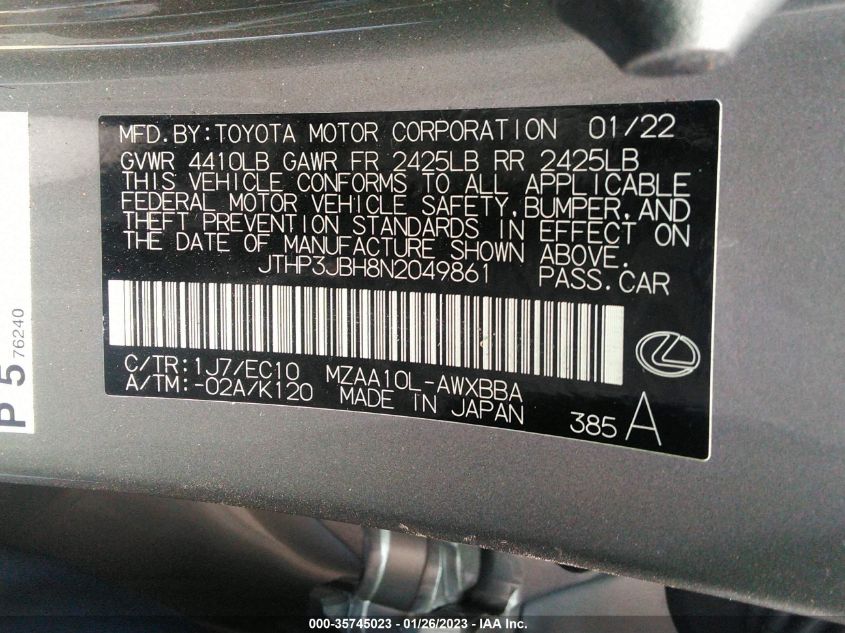 MFD.BY:TOYOTA MOTOR CORPORATION 01/22
GVWR 4410LB GAWR FR 2425LB RR 2425LB
THIS VEHICLE CONFORMS TO ALL APPLICABLE
FEDERAL MOTOR VEHICLE SAFETY,BUMPER,AND
THEFT PREVENTION STANDARDS IN EFFECT ON
THE DATE OF MANUFACTURE SHOWN ABOVE.
JTHP3JBH8N2049861 PASS.CAR
C/TR:1J7/EC10 MZAA10L-AWXBBA
A/TM:-02A/K120 MADE IN JAPAN
385 A
P 5 76240
000-35745023 - 01/26/2023 - IAA Inc.